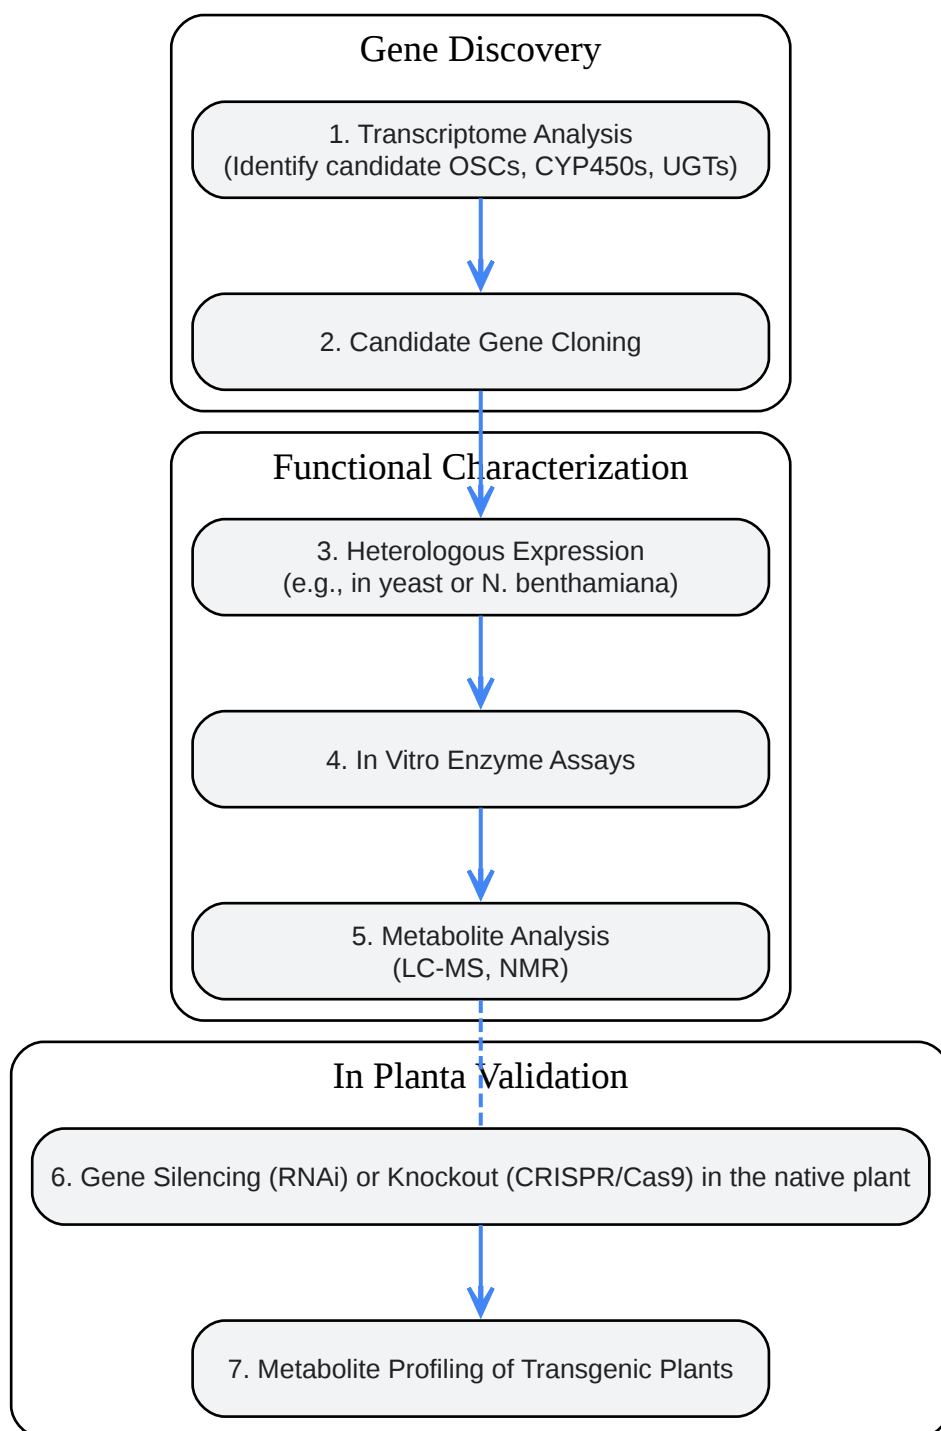 Gene Discovery
1. Transcriptome Analysis
(Identify candidate OSCs, CYP450s, UGTs)
2. Candidate Gene Cloning
Functional Characterization
3. Heterologous Expression
(e.g., in yeast or N. benthamiana)
4. In Vitro Enzyme Assays
5. Metabolite Analysis
(LC-MS, NMR)
In Planta Validation
6. Gene Silencing (RNAi) or Knockout (CRISPR/Cas9) in the native plant
7. Metabolite Profiling of Transgenic Plants